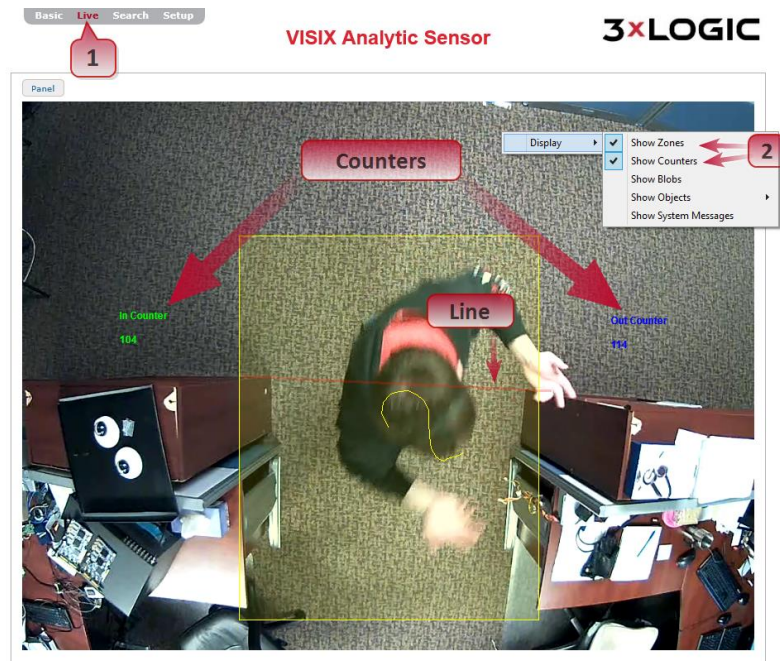 Basic Live Search Setup
3xLOGIC
VISIX Analytic Sensor
1
Panel
Display
Show Zones
2
Show Counters
Show Blobs
Show Objects
Show System Messages
Counters
Line
In Counter
104
Out Counter
114